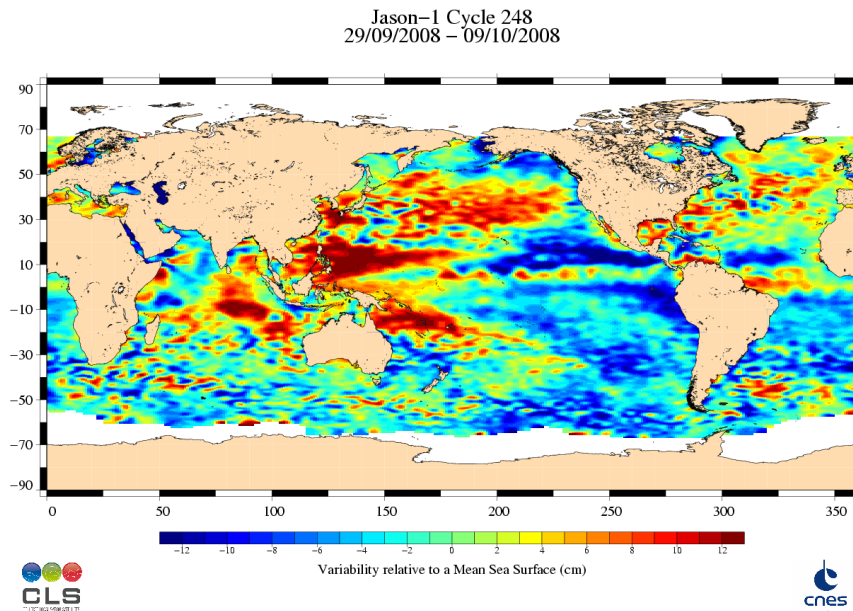 Jason−1 Cycle 248
29/09/2008 − 09/10/2008
90
70
50
30
10
−10
−30
−50
−70
−90
0 50 100 150 200 250 300 350
−12 −10 −8 −6 −4 −2 0 2 4 6 8 10 12
Variability relative to a Mean Sea Surface (cm)
CLS
cnes